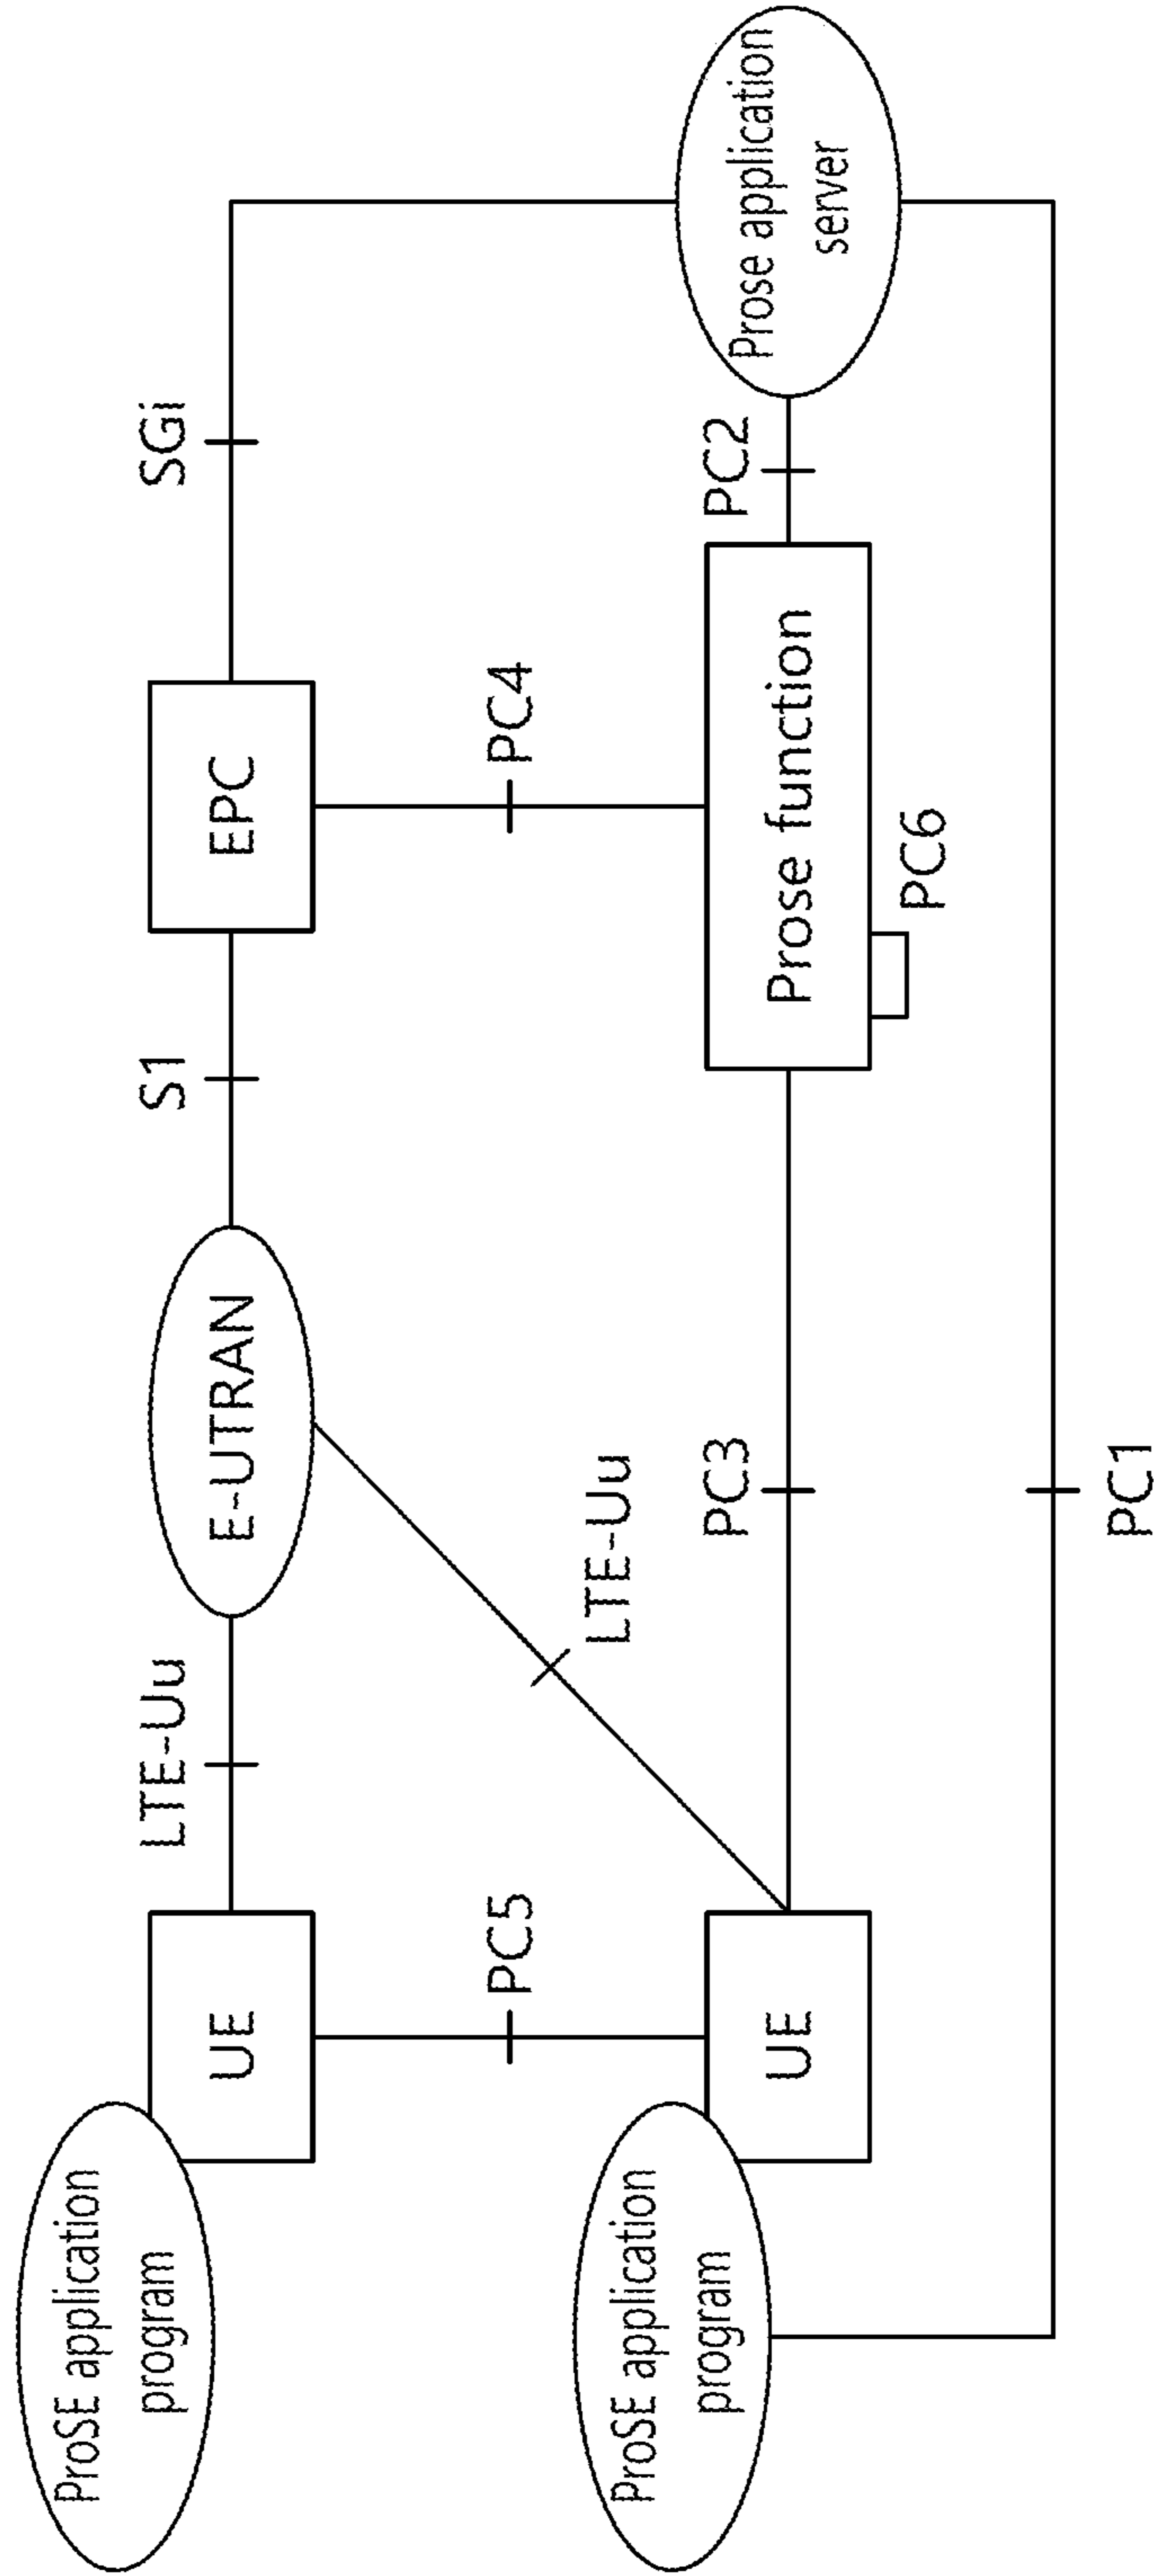 ProSE application
program
UE
LTE-Uu
E-UTRAN
S1
EPC
SGi
PC5
LTE-Uu
PC4
ProSE application
program
UE
PC3
Prose function
PC6
PC2
Prose application
server
PC1